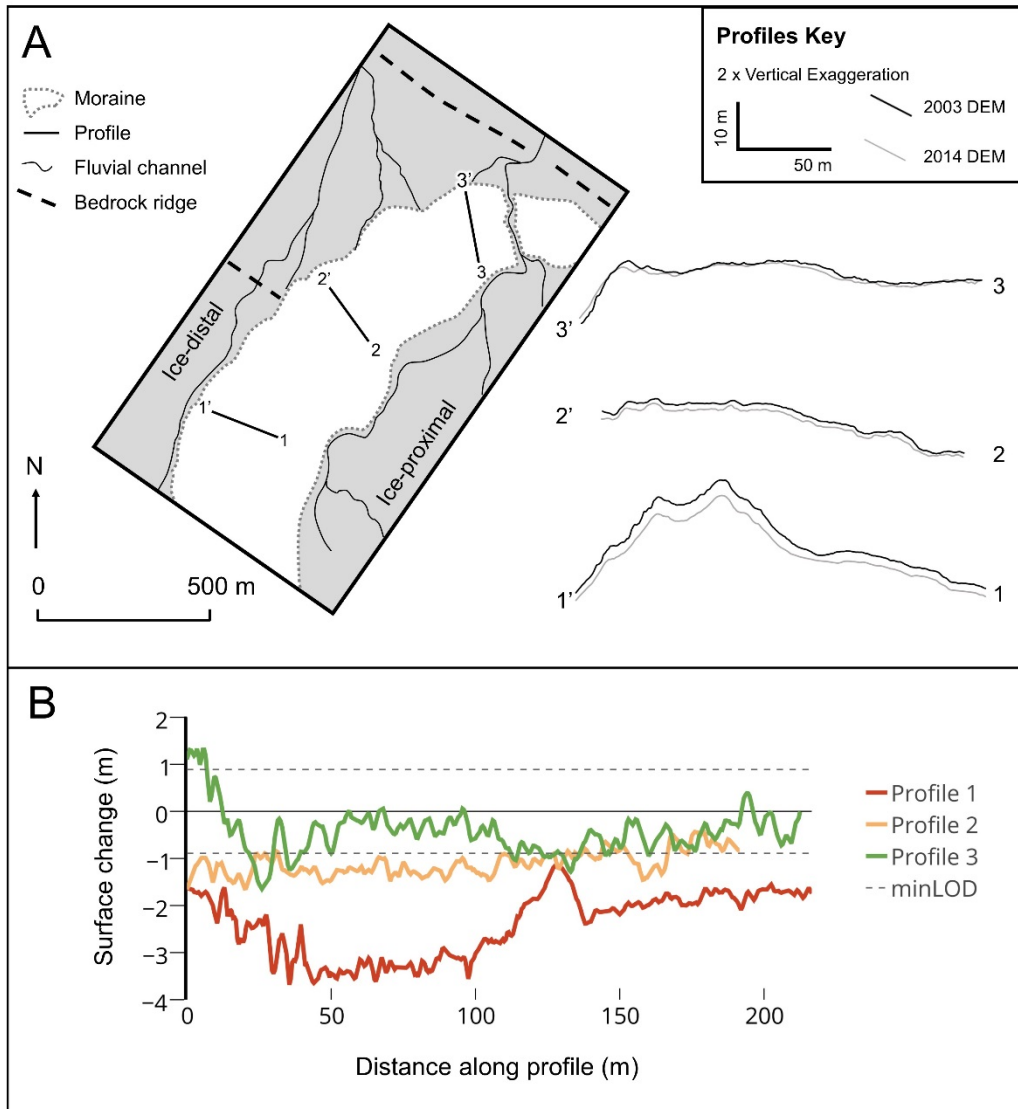 A
Moraine
Profile
Fluvial channel
Bedrock ridge
N
0 500 m
Ice-distal
Ice-proximal
3'
3
2'
2
1'
1
Profiles Key
2 x Vertical Exaggeration
10 m
50 m
2003 DEM
2014 DEM
3
3'
2'
2
1'
1
B
Surface change (m)
2
1
0
−1
−2
−3
−4
0 50 100 150 200
Distance along profile (m)
Profile 1
Profile 2
Profile 3
minLOD